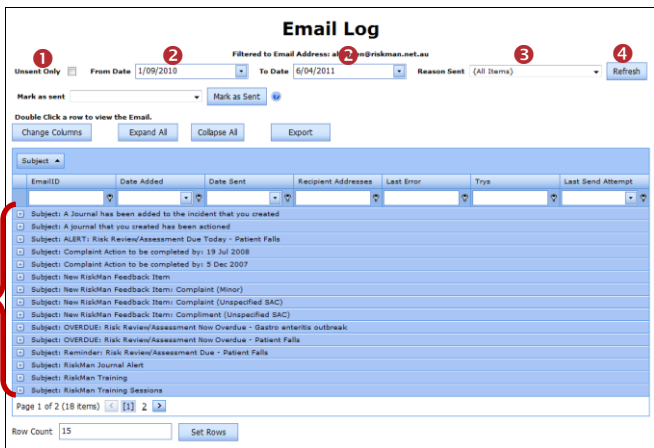 Email Log
Filtered to Email Address: @riskman.net.au
1 2 2 3 4
Unsent Only From Date 1/09/2010 To Date 6/04/2011 Reason Sent (All Items) Refresh
Mark as sent Mark as Sent
Double Click a row to view the Email.
Change Columns Expand All Collapse All Export
Subject
EmailID Date Added Date Sent Recipient Addresses Last Error Trys Last Send Attempt
Subject: A Journal has been added to the incident that you created
Subject: A journal that you created has been actioned
Subject: ALERT: Risk Review/Assessment Due Today - Patient Falls
Subject: Complaint Action to be completed by: 19 Jul 2008
Subject: Complaint Action to be completed by: 5 Dec 2007
Subject: New RiskMan Feedback Item
Subject: New RiskMan Feedback Item: Complaint (Minor)
Subject: New RiskMan Feedback Item: Complaint (Unspecified SAC)
Subject: New RiskMan Feedback Item: Compliment (Unspecified SAC)
Subject: OVERDUE: Risk Review/Assessment Now Overdue - Gastro enteritis outbreak
Subject: OVERDUE: Risk Review/Assessment Now Overdue - Patient Falls
Subject: Reminder: Risk Review/Assessment Due - Patient Falls
Subject: RiskMan Journal Alert
Subject: RiskMan Training
Subject: RiskMan Training Sessions
Page 1 of 2 (18 items) < [1] 2 >
Row Count 15 Set Rows